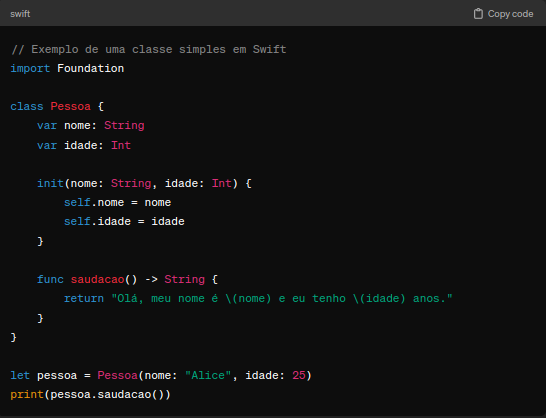 swift
Copy code
// Exemplo de uma classe simples em Swift
import Foundation
class Pessoa {
    var nome: String
    var idade: Int
    init(nome: String, idade: Int) {
        self.nome = nome
        self.idade = idade
    }
    func saudacao() -> String {
        return "Olá, meu nome é \(nome) e eu tenho \(idade) anos."
    }
}
let pessoa = Pessoa(nome: "Alice", idade: 25)
print(pessoa.saudacao())